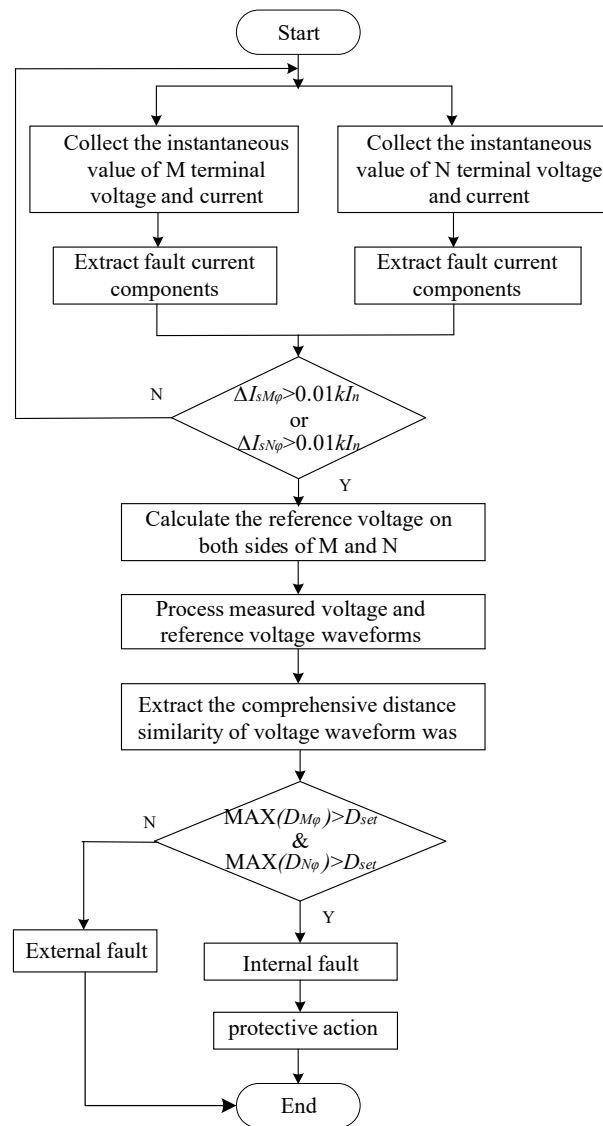 Start
Collect the instantaneous
value of M terminal
voltage and current
Collect the instantaneous
value of N terminal voltage
and current
Extract fault current
components
Extract fault current
components
N
ΔIsMφ>0.01kIn
or
ΔIsNφ>0.01kIn
Y
Calculate the reference voltage on
both sides of M and N
Process measured voltage and
reference voltage waveforms
Extract the comprehensive distance
similarity of voltage waveform was
N
MAX(DMφ)>Dset
&
MAX(DNφ)>Dset
Y
External fault
Internal fault
protective action
End